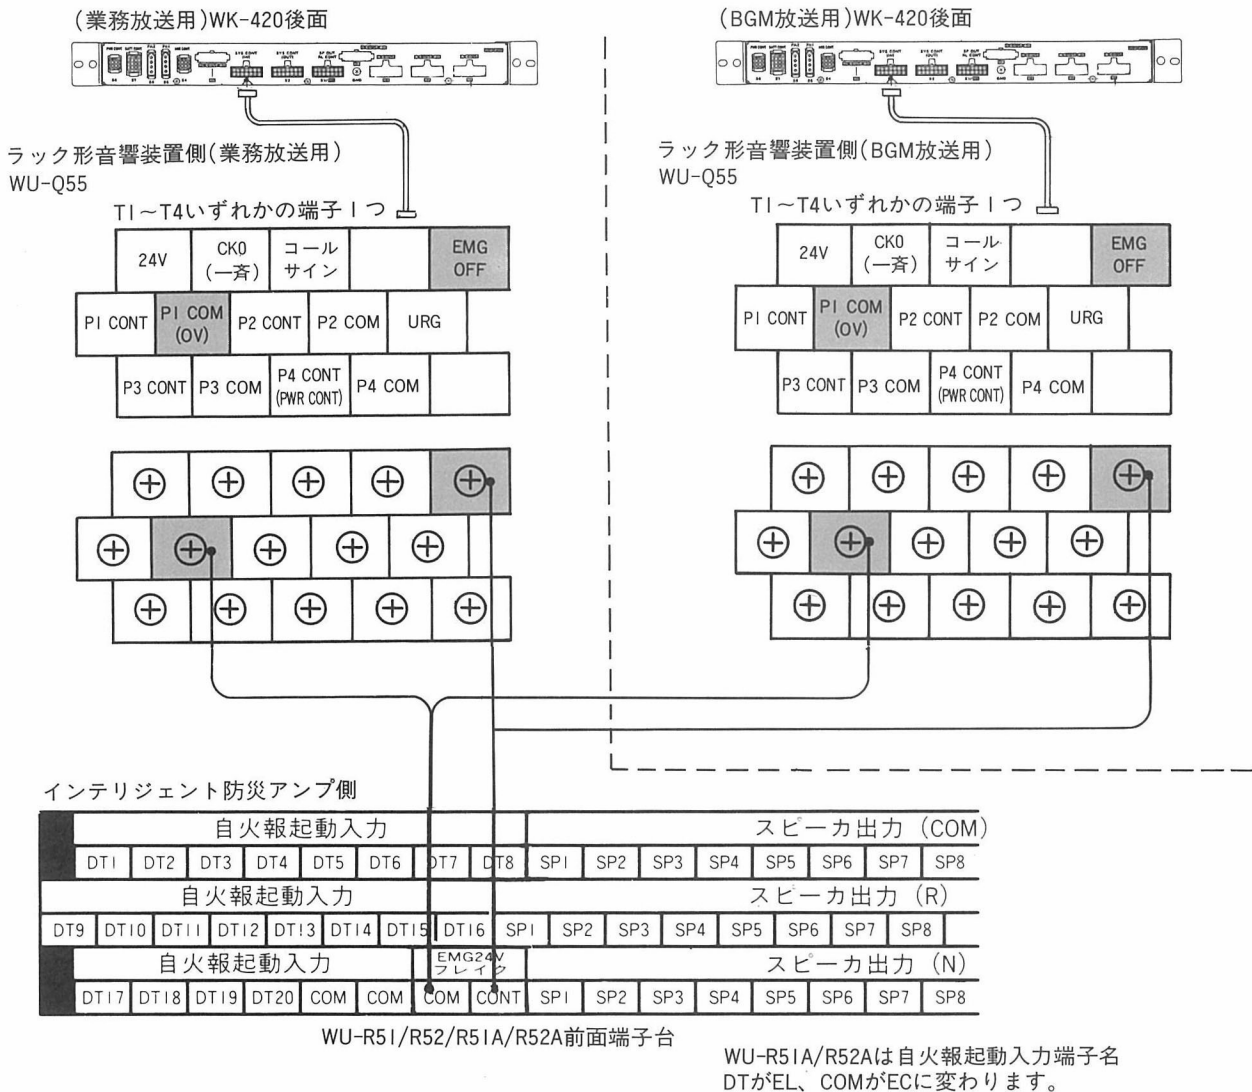 (業務放送用)WK-420後面
(BGM放送用)WK-420後面
ラック形音響装置側(業務放送用)
WU-Q55
T1~T4いずれかの端子1つ
24V
CK0
(一斉)
コール
サイン
EMG
OFF
P1 CONT
P1 COM
(0V)
P2 CONT
P2 COM
URG
P3 CONT
P3 COM
P4 CONT
(PWR CONT)
P4 COM
ラック形音響装置側(BGM放送用)
WU-Q55
T1~T4いずれかの端子1つ
24V
CK0
(一斉)
コール
サイン
EMG
OFF
P1 CONT
P1 COM
(0V)
P2 CONT
P2 COM
URG
P3 CONT
P3 COM
P4 CONT
(PWR CONT)
P4 COM
インテリジェント防災アンプ側
自火報起動入力 スピーカ出力 (COM)
DT1 DT2 DT3 DT4 DT5 DT6 DT7 DT8 SP1 SP2 SP3 SP4 SP5 SP6 SP7 SP8
自火報起動入力 スピーカ出力 (R)
DT9 DT10 DT11 DT12 DT13 DT14 DT15 DT16 SP1 SP2 SP3 SP4 SP5 SP6 SP7 SP8
自火報起動入力 EMG24V スピーカ出力 (N)
ブレイク
DT17 DT18 DT19 DT20 COM COM COM CONT SP1 SP2 SP3 SP4 SP5 SP6 SP7 SP8
WU-R51/R52/R51A/R52A前面端子台
WU-R51A/R52Aは自火報起動入力端子名
DTがEL、COMがECに変わります。